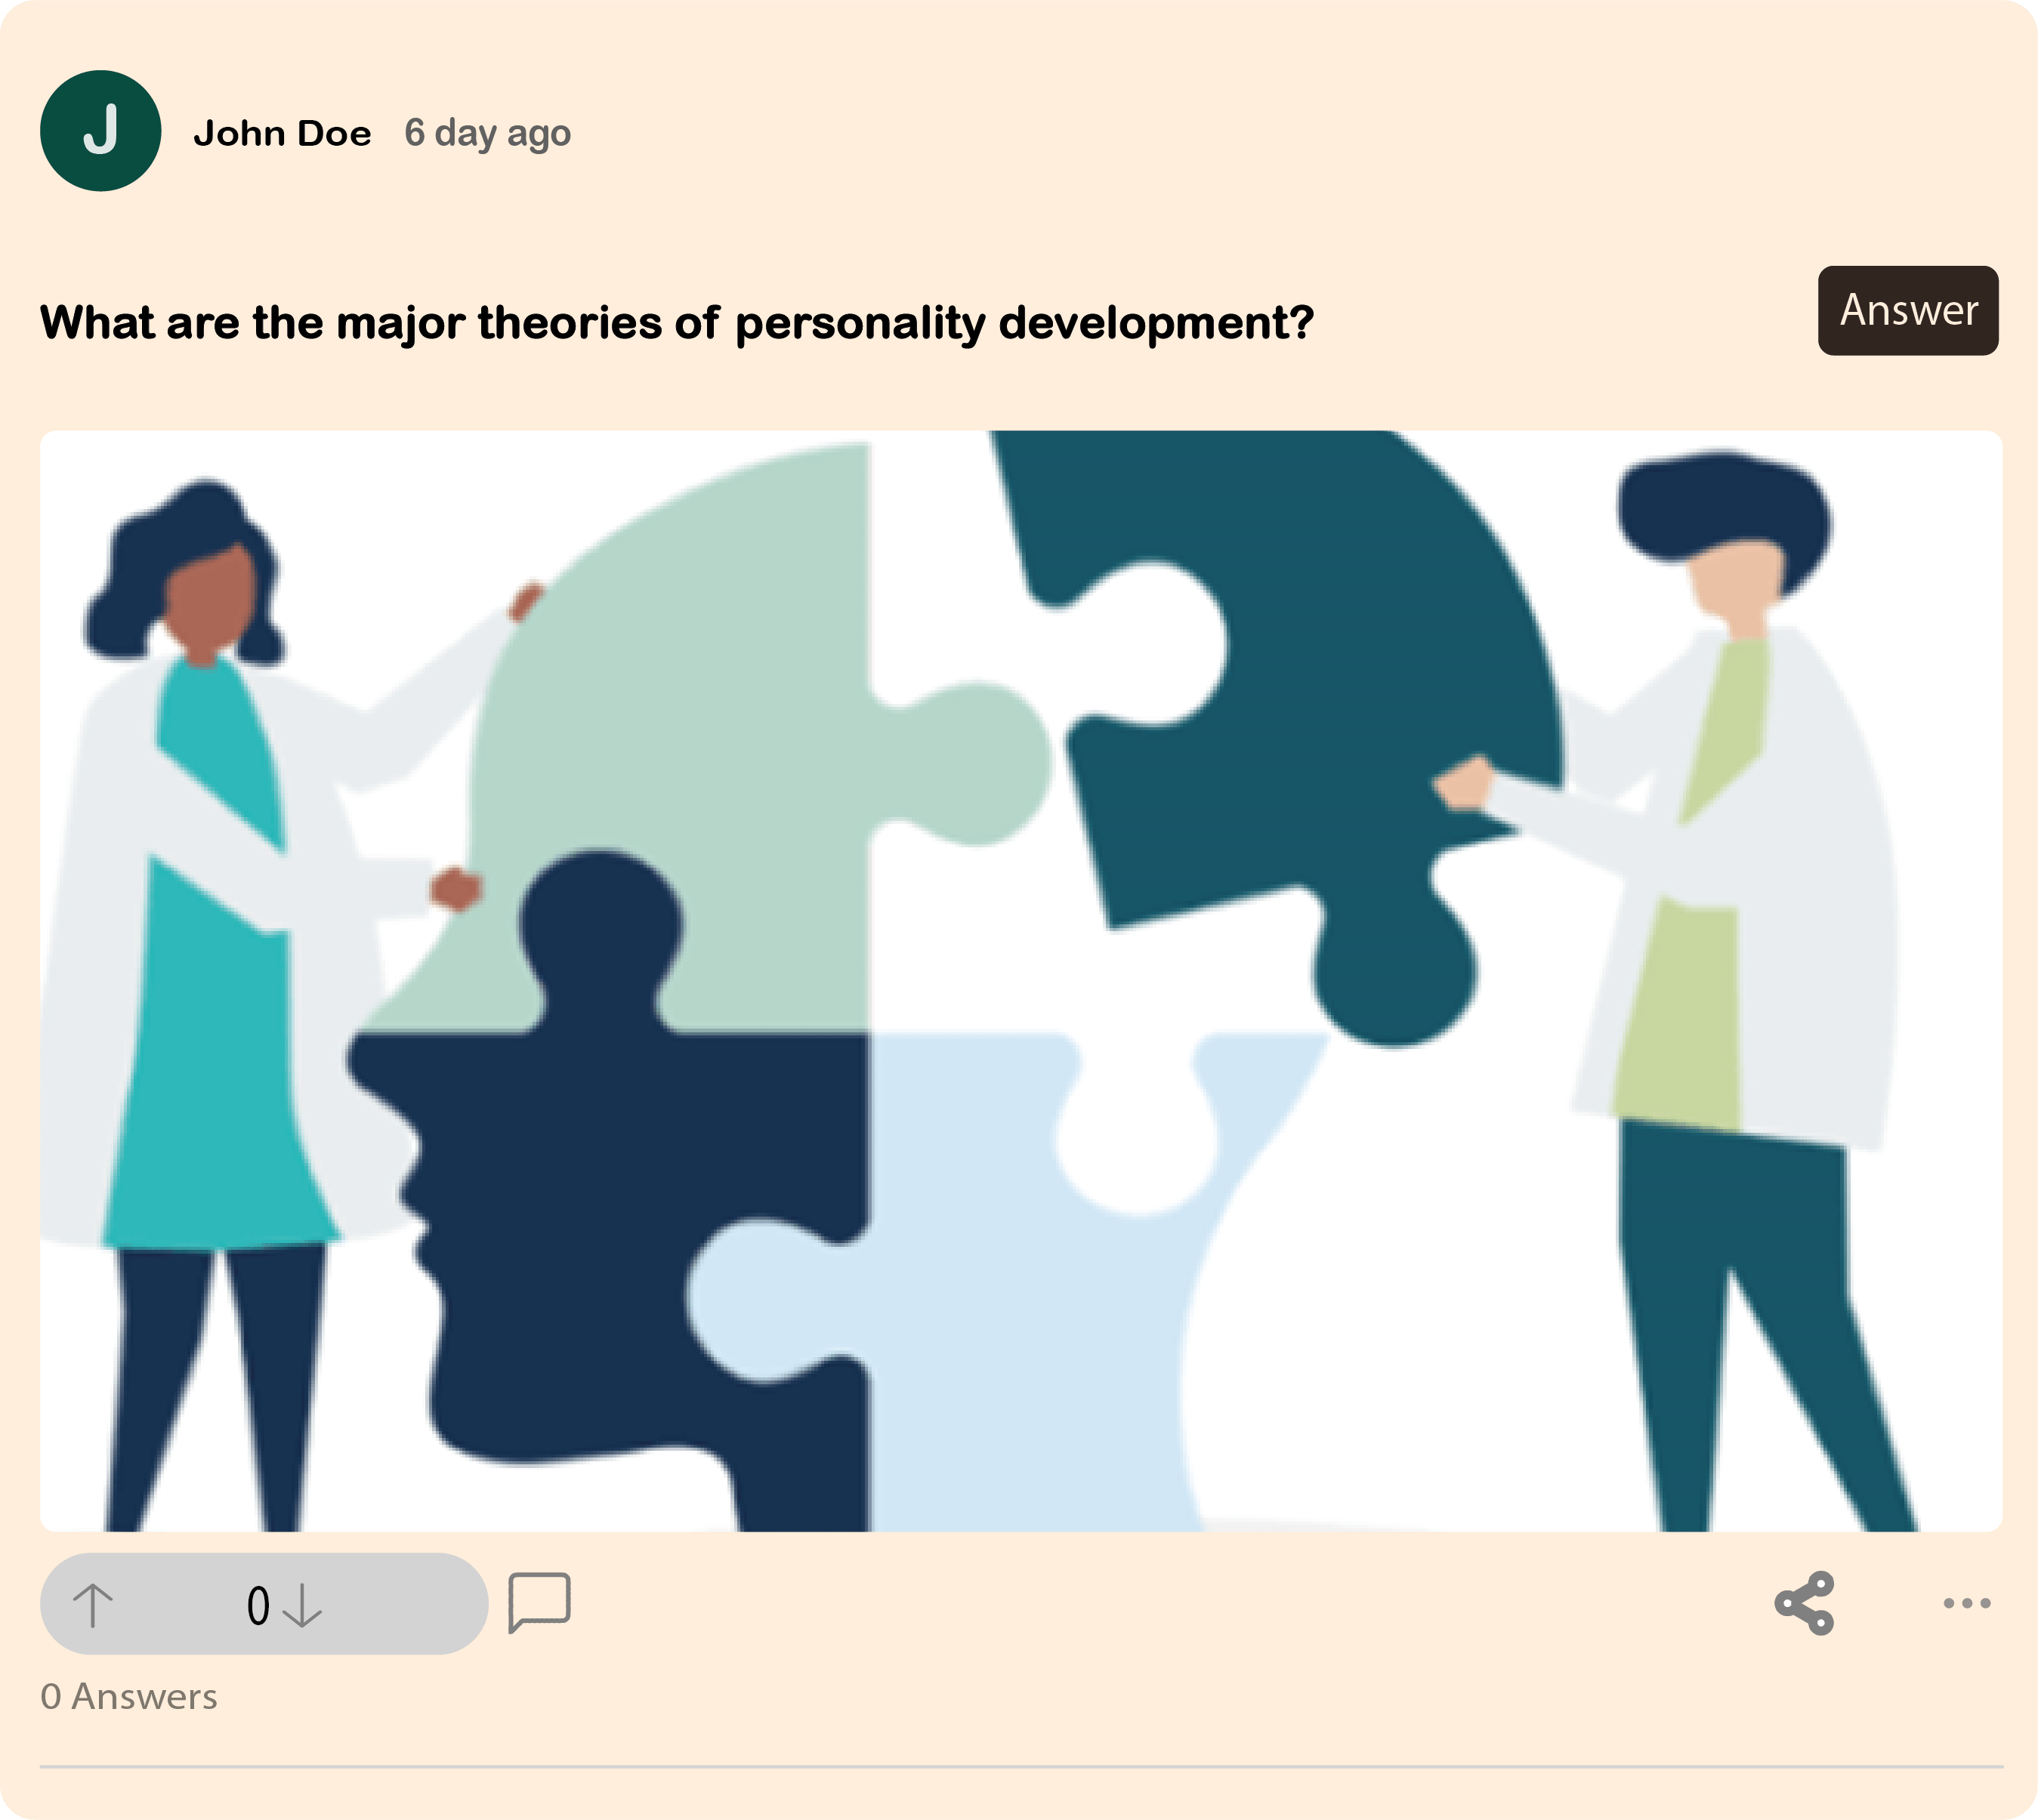 J
John Doe 6 day ago
What are the major theories of personality development?
Answer
0
0 Answers